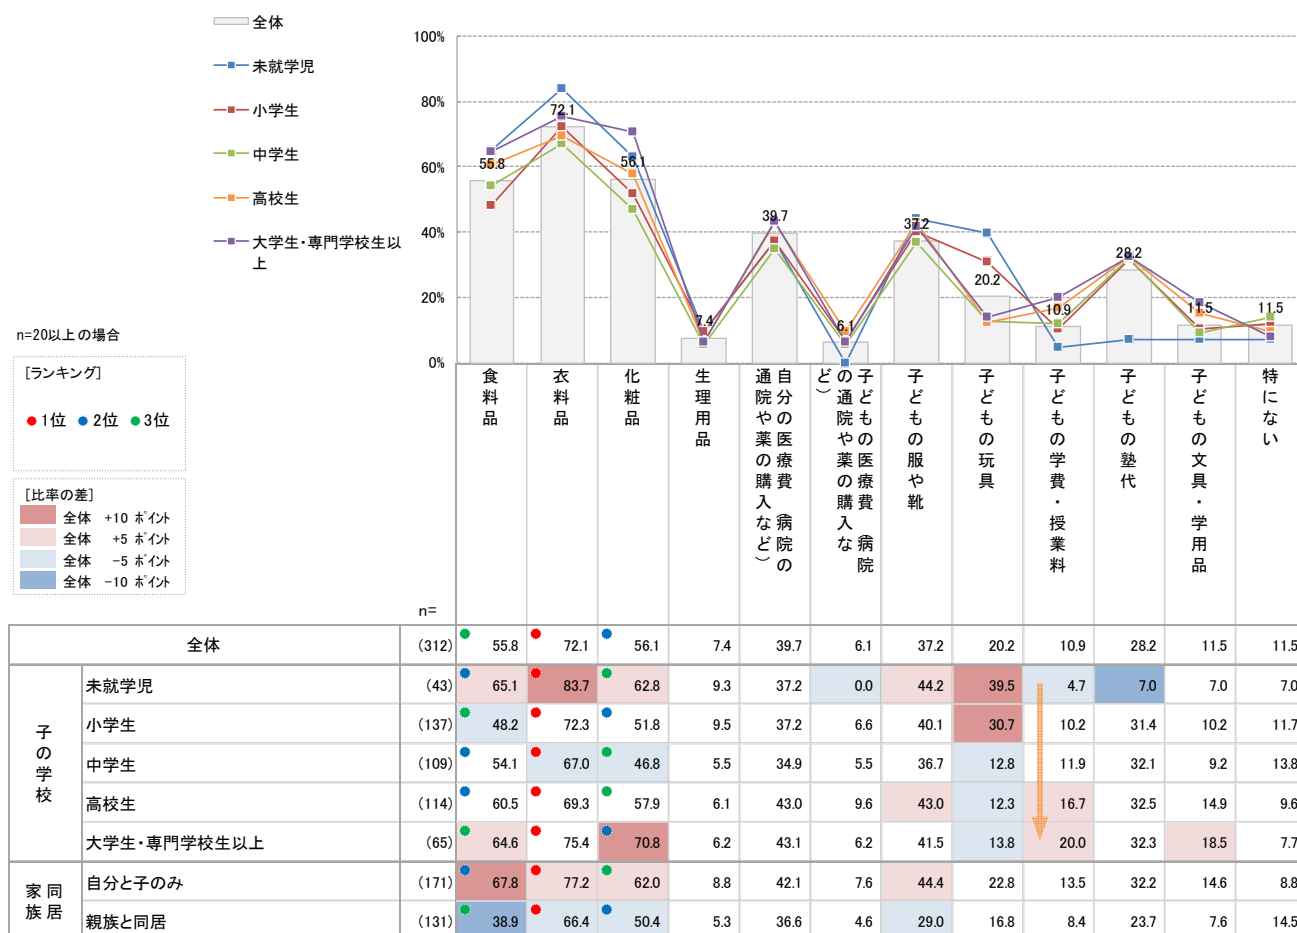 全体
未就学児
小学生
中学生
高校生
大学生・専門学校生以
上
100%
80%
60%
40%
20%
0%
55.8
72.1
56.1
7.4
39.7
6.1
37.2
20.2
10.9
28.2
11.5
11.5
n=20以上の場合
[ランキング]
1位 2位 3位
[比率の差]
全体 +10 ポイント
全体 +5 ポイント
全体 -5 ポイント
全体 -10 ポイント
食料品
衣料品
化粧品
生理用品
自分の医療費（病院の
通院や薬の購入など）
子どもの医療費（病院
の通院や薬の購入な
ど）
子どもの服や靴
子どもの玩具
子どもの学費・授業料
子どもの塾代
子どもの文具・学用品
特にない
n=
全体 (312) 55.8 72.1 56.1 7.4 39.7 6.1 37.2 20.2 10.9 28.2 11.5 11.5
子の学校
未就学児 (43) 65.1 83.7 62.8 9.3 37.2 0.0 44.2 39.5 4.7 7.0 7.0 7.0
小学生 (137) 48.2 72.3 51.8 9.5 37.2 6.6 40.1 30.7 10.2 31.4 10.2 11.7
中学生 (109) 54.1 67.0 46.8 5.5 34.9 5.5 36.7 12.8 11.9 32.1 9.2 13.8
高校生 (114) 60.5 69.3 57.9 6.1 43.0 9.6 43.0 12.3 16.7 32.5 14.9 9.6
大学生・専門学校生以上 (65) 64.6 75.4 70.8 6.2 43.1 6.2 41.5 13.8 20.0 32.3 18.5 7.7
同居
家族
自分と子のみ (171) 67.8 77.2 62.0 8.8 42.1 7.6 44.4 22.8 13.5 32.2 14.6 8.8
親族と同居 (131) 38.9 66.4 50.4 5.3 36.6 4.6 29.0 16.8 8.4 23.7 7.6 14.5